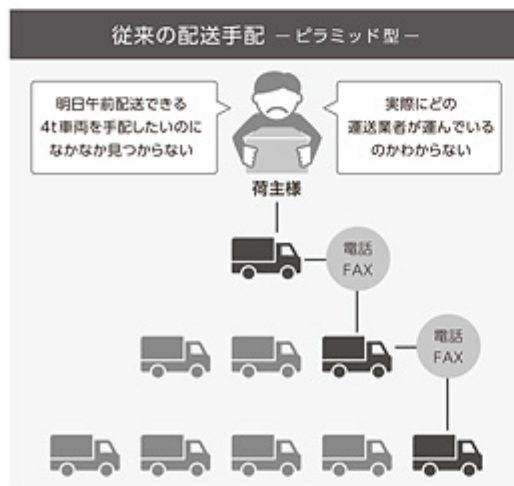 従来の配送手配 －ピラミッド型－
明日午前配送できる
4t車両を手配したいのに
なかなか見つからない
実際にどの
運送業者が運んでいる
のかわからない
荷主様
電話
FAX
電話
FAX